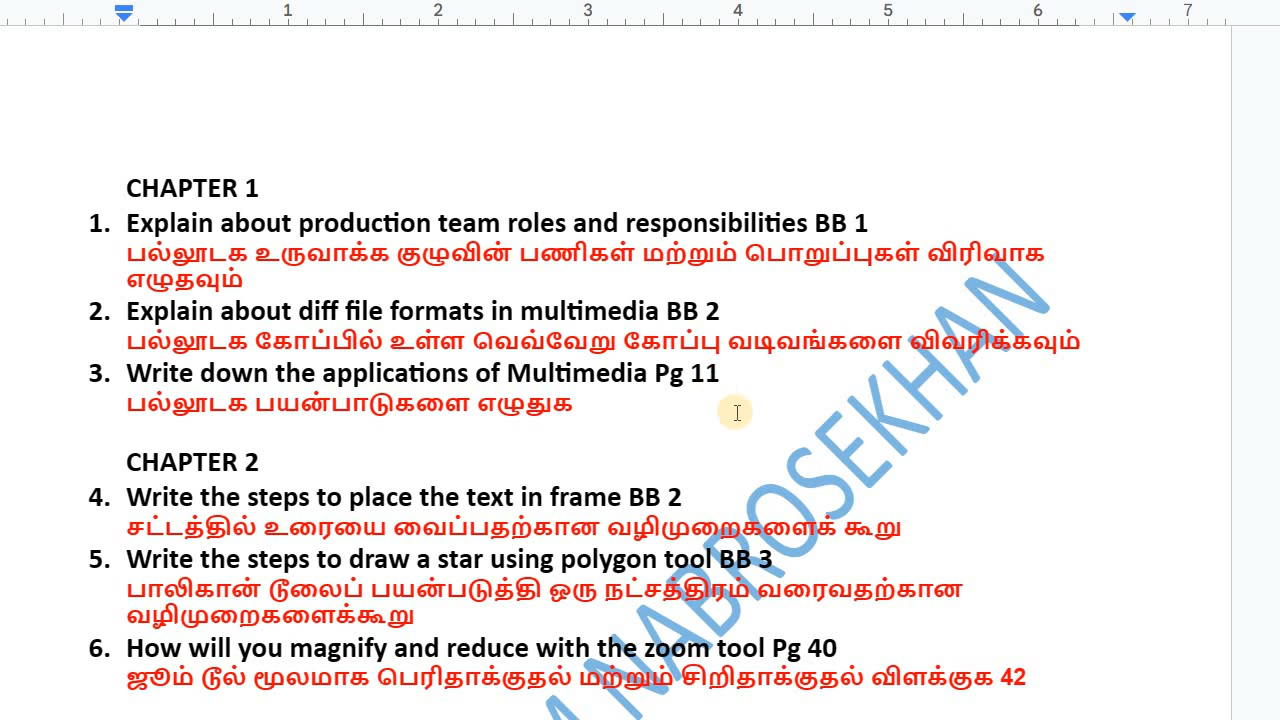 1 2 3 4 5 6 7
CHAPTER 1
1. Explain about production team roles and responsibilities BB 1
பல்லூடக உருவாக்க குழுவின் பணிகள் மற்றும் பொறுப்புகள் விரிவாக
எழுதவும்
2. Explain about diff file formats in multimedia BB 2
பல்லூடக கோப்பில் உள்ள வெவ்வேறு கோப்பு வடிவங்களை விவரிக்கவும்
3. Write down the applications of Multimedia Pg 11
பல்லூடக பயன்பாடுகளை எழுதுக
CHAPTER 2
4. Write the steps to place the text in frame BB 2
சட்டத்தில் உரையை வைப்பதற்கான வழிமுறைகளைக் கூறு
5. Write the steps to draw a star using polygon tool BB 3
பாலிகான் டூலைப் பயன்படுத்தி ஒரு நட்சத்திரம் வரைவதற்கான
வழிமுறைகளைக்கூறு
6. How will you magnify and reduce with the zoom tool Pg 40
ஜூம் டூல் மூலமாக பெரிதாக்குதல் மற்றும் சிறிதாக்குதல் விளக்குக 42
NABROSEKHAN